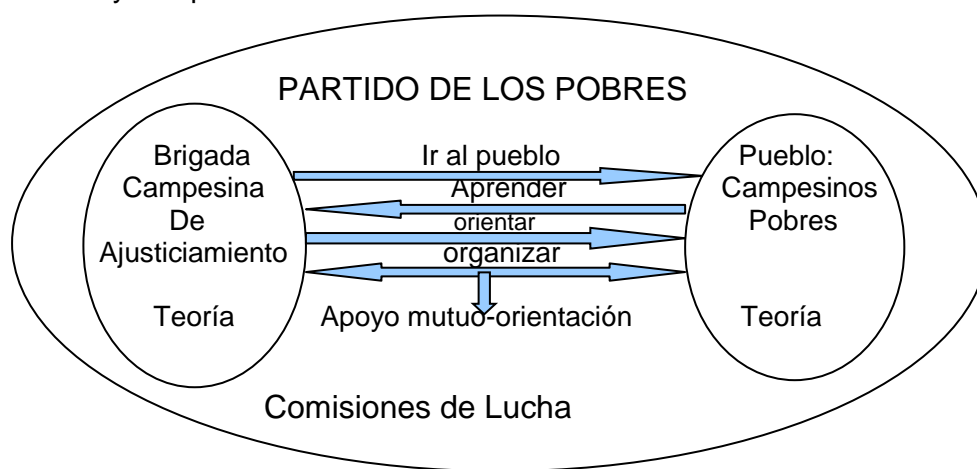 PARTIDO DE LOS POBRES
Brigada
Campesina
De
Ajusticiamiento
Teoría
Ir al pueblo
Aprender
orientar
organizar
Apoyo mutuo-orientación
Pueblo:
Campesinos
Pobres
Teoría
Comisiones de Lucha